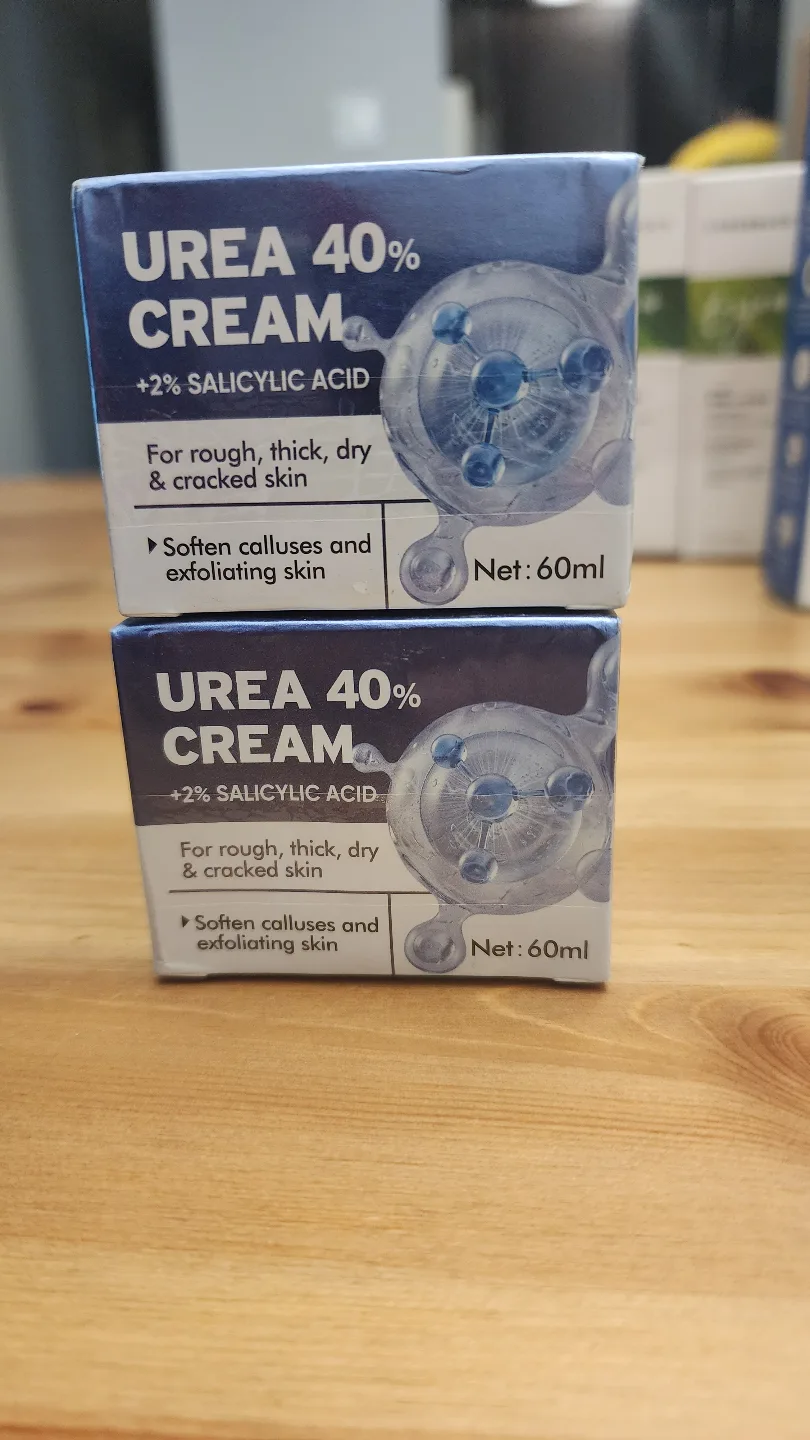 UREA 40%
CREAM
+2% SALICYLIC ACID
For rough, thick, dry
& cracked skin
Soften calluses and
exfoliating skin
Net: 60ml
UREA 40%
CREAM
+2% SALICYLIC ACID
For rough, thick, dry
& cracked skin
Soften calluses and
exfoliating skin
Net: 60ml